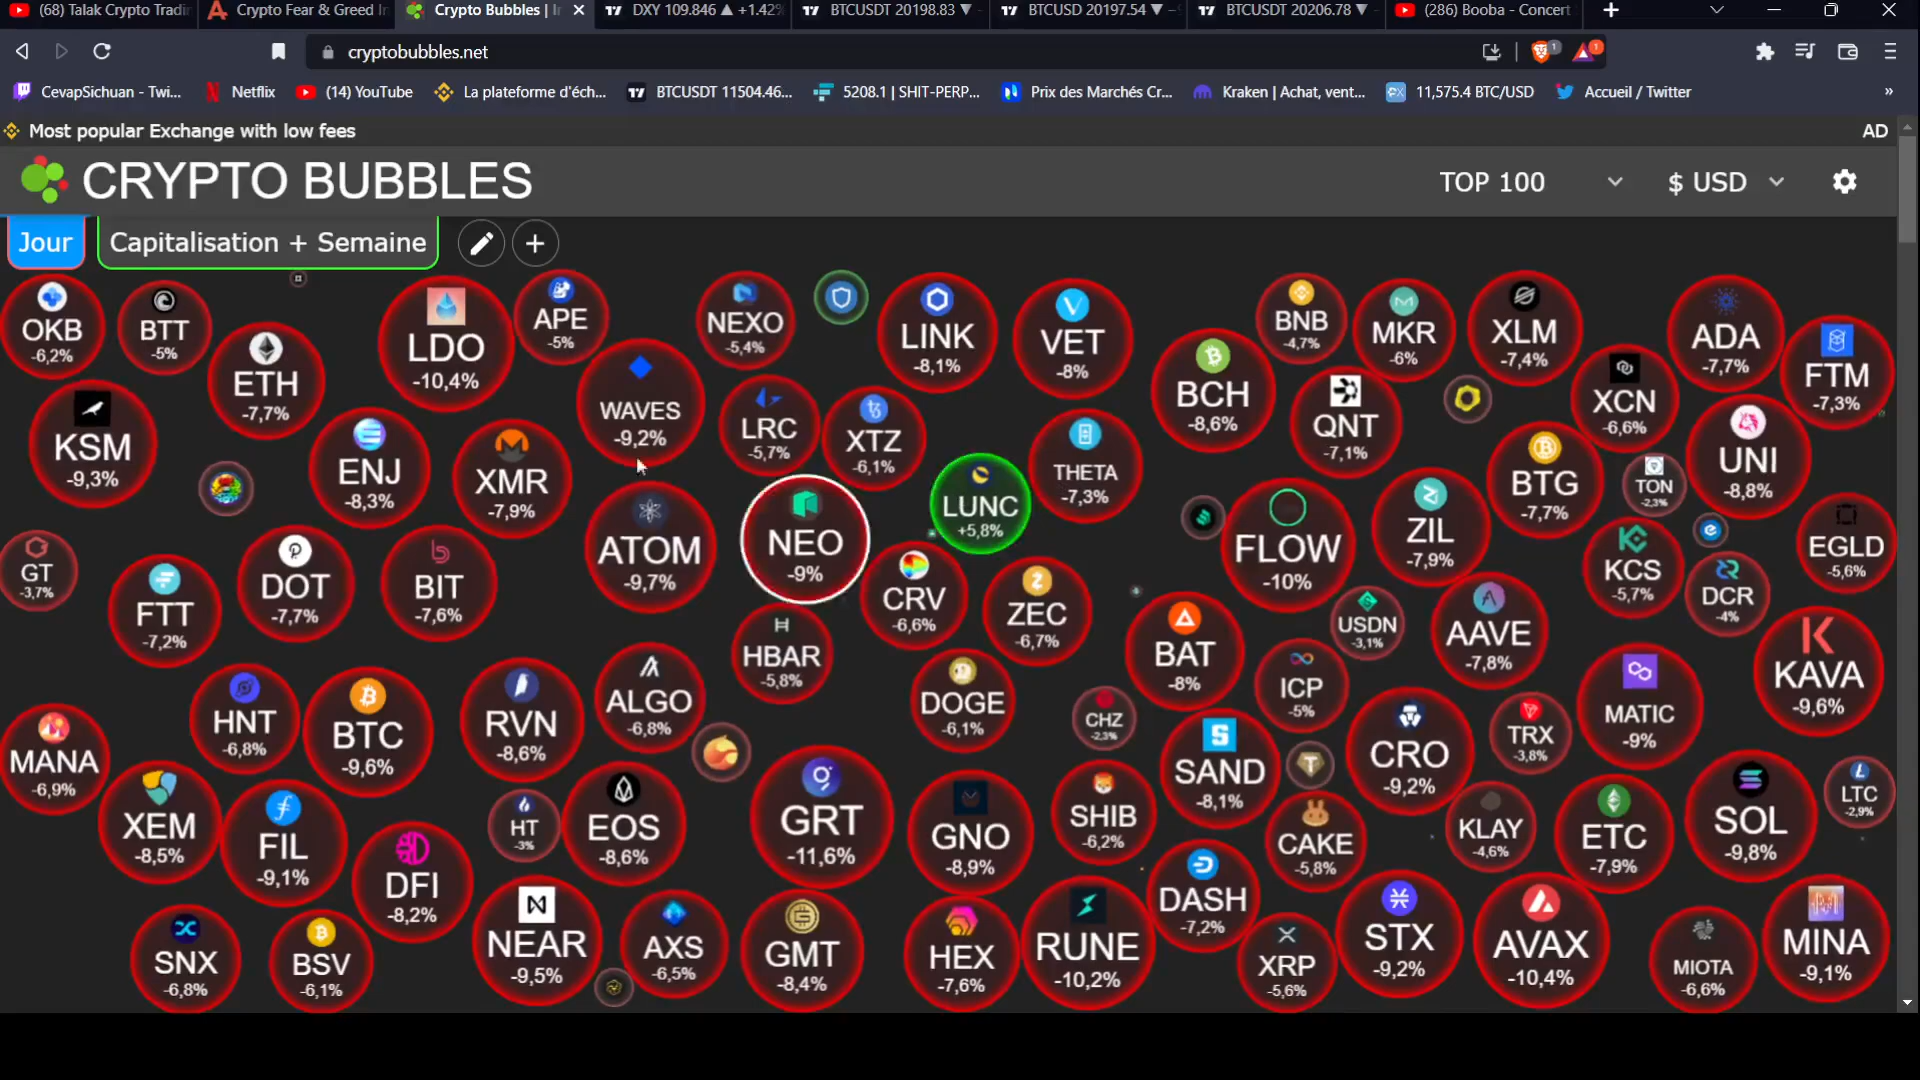 (68) Talak Crypto Tradi
Crypto Fear & Greed I
Crypto Bubbles | I
DXY 109.846 ▲ +1.42%
BTCUSDT 20198.83 ▼
BTCUSD 20197.54 ▼
BTCUSDT 20206.78 ▼
(286) Booba - Concert
cryptobubbles.net
1
1
CevapSichuan - Twi...
Netflix
(14) YouTube
La plateforme d'éch...
BTCUSDT 11504.46...
5208.1 | SHIT-PERP...
Prix des Marchés Cr...
Kraken | Achat, vent...
11,575.4 BTC/USD
Accueil / Twitter
»
Most popular Exchange with low fees
AD
CRYPTO BUBBLES
TOP 100
$ USD
Jour
Capitalisation + Semaine
OKB
-6,2%
BTT
-5%
ETH
-7,7%
LDO
-10,4%
APE
-5%
WAVES
-9,2%
NEXO
-5,4%
LINK
-8,1%
VET
-8%
BCH
-8,6%
BNB
-4,7%
MKR
-6%
XLM
-7,4%
ADA
-7,7%
FTM
-7,3%
KSM
-9,3%
ENJ
-8,3%
XMR
-7,9%
LRC
-5,7%
XTZ
-6,1%
LUNC
+5,8%
THETA
-7,3%
QNT
-7,1%
XCN
-6,6%
UNI
-8,8%
BTG
-7,7%
TON
-2,3%
GT
-3,7%
FTT
-7,2%
DOT
-7,7%
BIT
-7,6%
ATOM
-9,7%
NEO
-9%
CRV
-6,6%
ZEC
-6,7%
FLOW
-10%
ZIL
-7,9%
KCS
-5,7%
DCR
-4%
EGLD
-5,6%
HBAR
-5,8%
BAT
-8%
USDN
-3,1%
AAVE
-7,8%
KAVA
-9,6%
MANA
-6,9%
HNT
-6,8%
BTC
-9,6%
RVN
-8,6%
ALGO
-6,8%
DOGE
-6,1%
CHZ
-2,3%
ICP
-5%
CRO
-9,2%
TRX
-3,8%
MATIC
-9%
XEM
-8,5%
FIL
-9,1%
HT
-3%
EOS
-8,6%
GRT
-11,6%
GNO
-8,9%
SHIB
-6,2%
SAND
-8,1%
CAKE
-5,8%
KLAY
-4,6%
ETC
-7,9%
SOL
-9,8%
LTC
-2,9%
DFI
-8,2%
SNX
-6,8%
BSV
-6,1%
NEAR
-9,5%
AXS
-6,5%
GMT
-8,4%
HEX
-7,6%
RUNE
-10,2%
DASH
-7,2%
XRP
-5,6%
STX
-9,2%
AVAX
-10,4%
MIOTA
-6,6%
MINA
-9,1%